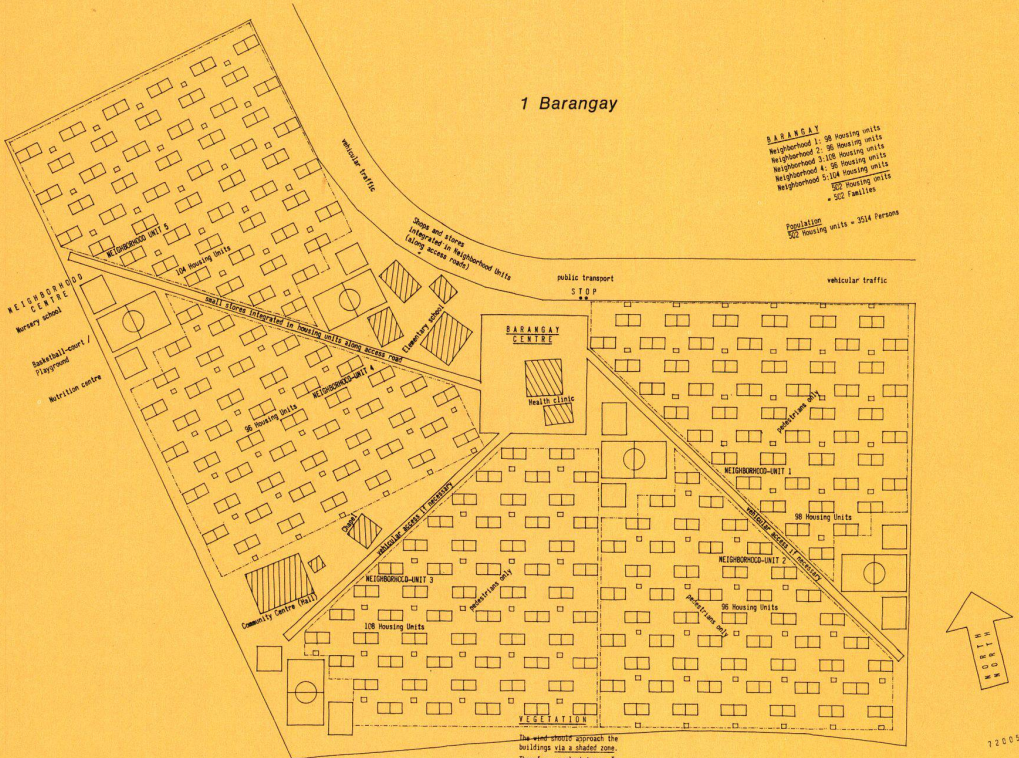 1 Barangay
BARANGAY
Neighborhood 1: 98 Housing units
Neighborhood 2: 96 Housing units
Neighborhood 3:108 Housing units
Neighborhood 4: 96 Housing units
Neighborhood 5:104 Housing units
502 Housing units
= 502 Families
Population
502 Housing units = 3514 Persons
vehicular traffic
Shops and stores
integrated in Neighborhood Units
(along access roads)
public transport
STOP
vehicular traffic
NEIGHBORHOOD UNIT 5
104 Housing Units
NEIGHBORHOOD
CENTRE
Nursery school
Basketball-court /
Playground
Nutrition centre
small stores integrated in housing units along access road
Elementary school
BARANGAY
CENTRE
Health clinic
NEIGHBORHOOD-UNIT 4
96 Housing Units
pedestrians only
NEIGHBORHOOD-UNIT 1
98 Housing Units
vehicular access if necessary
Chapel
vehicular access if necessary
Community Centre (Hall)
NEIGHBORHOOD-UNIT 3
pedestrians only
108 Housing Units
NEIGHBORHOOD-UNIT 2
96 Housing Units
pedestrians only
NORTH
NORTH
VEGETATION
The wind should approach the
buildings via a shaded zone.
72005